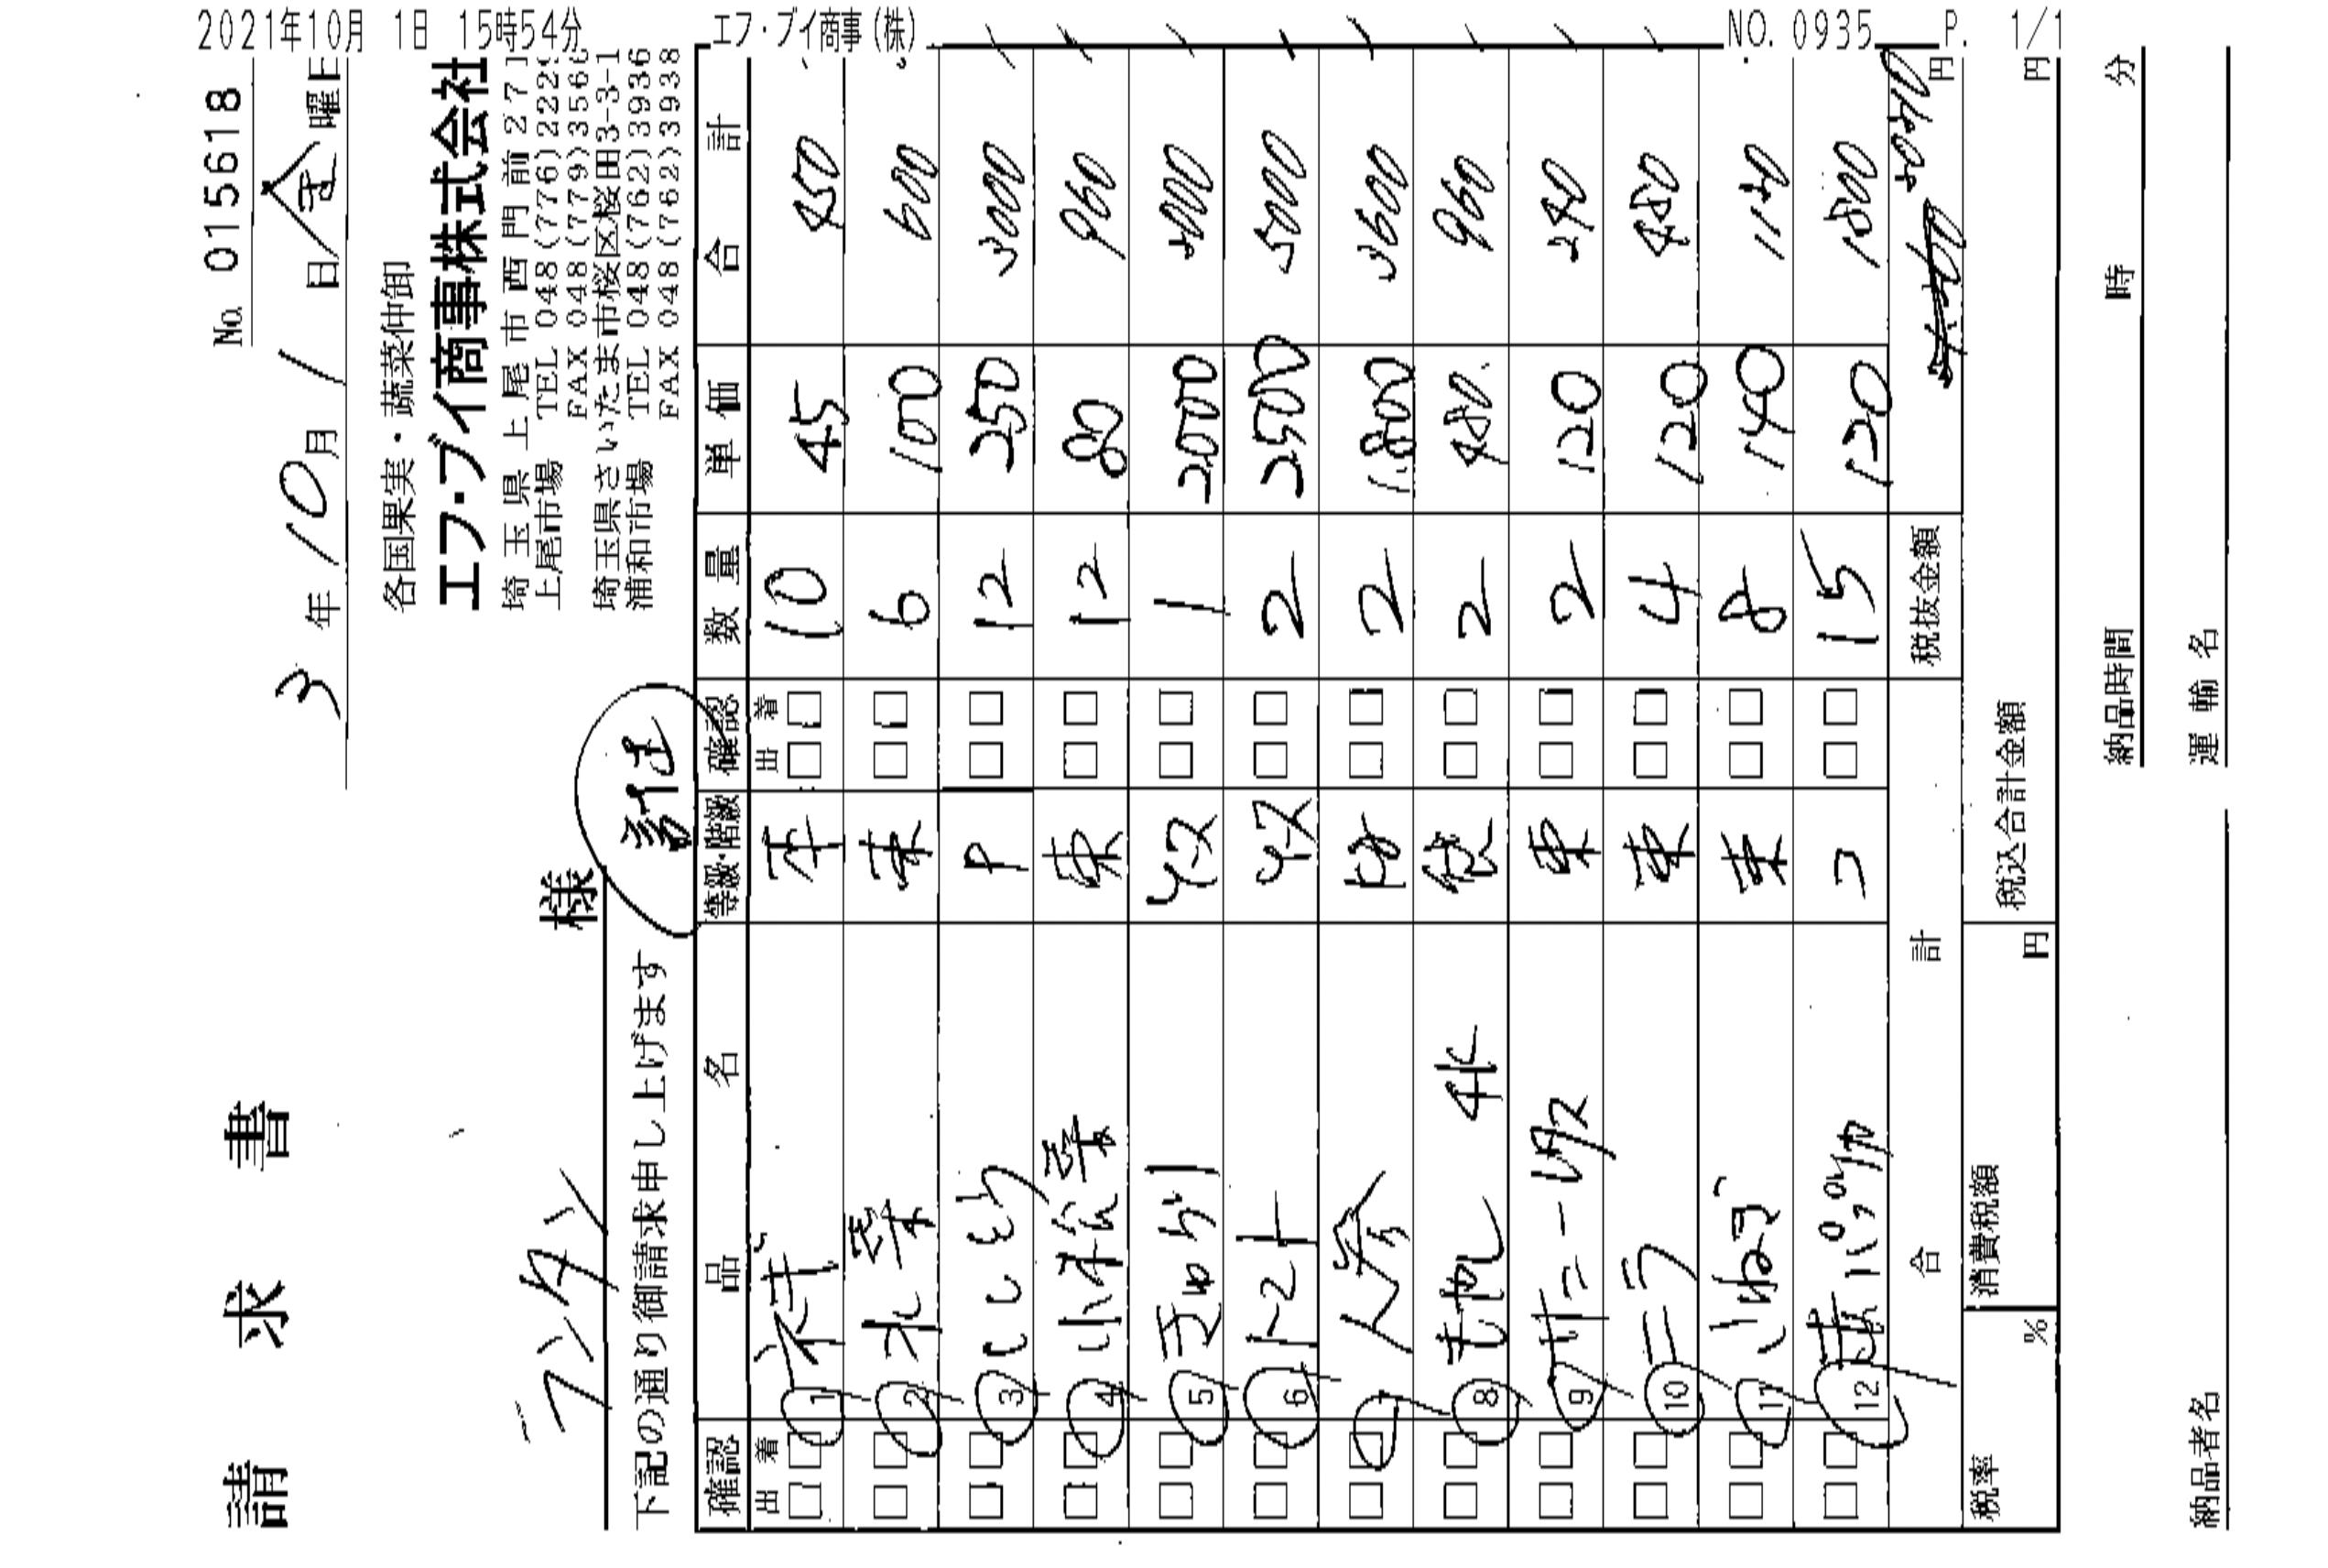 請求書
No. 015618
3年10月1日金曜日
各国果実・蔬菜仲卸
エフ・ブイ商事株式会社
埼玉県上尾市西門前271
上尾市場 TEL 048(776)2229
FAX 048(779)3566
埼玉県さいたま市桜区桜田3-3-1
浦和市場 TEL 048(762)3936
FAX 048(762)3938
ランタン 様
下記の通り御請求申し上げます
訂正
確認 品名 等級・階級 確認 数量 単価 合計
出 着 出 着
1 ネギ 本 10 45 450
2 水菜 束 6 100 600
3 ししとう P 12 250 3000
4 小松菜 束 12 80 960
5 きゅうり ケース 1 2000 2000
6 トマト ケース 2 2500 5000
7 人参 2 1.800 3600
8 もやし 4K 袋 2 480. 960
9 サニーレタス 束 2 120 240
10 ニラ 束 4 120 480
11 こねぎ 束 8 140 1120
12 赤パプリカ コ 15 120 1800
合計 税抜金額 20210円
税率 % 消費税額 円 税込合計金額 円
納品時間 時 分
納品者名 運輸名
2021年10月 1日 15時54分 エフ・ブイ商事(株) NO. 0935 P. 1/1